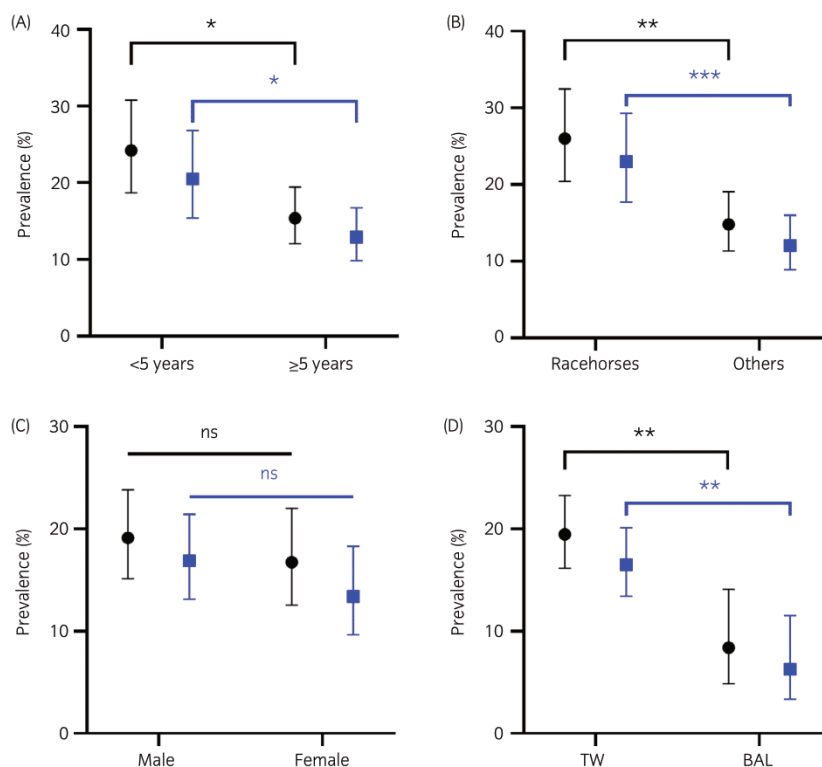 (A)
*
*
40
30
20
10
0
Prevalence (%)
<5 years
≥5 years
(B)
**
***
40
30
20
10
0
Prevalence (%)
Racehorses
Others
(C)
ns
ns
30
20
10
0
Prevalence (%)
Male
Female
(D)
**
**
30
20
10
0
Prevalence (%)
TW
BAL